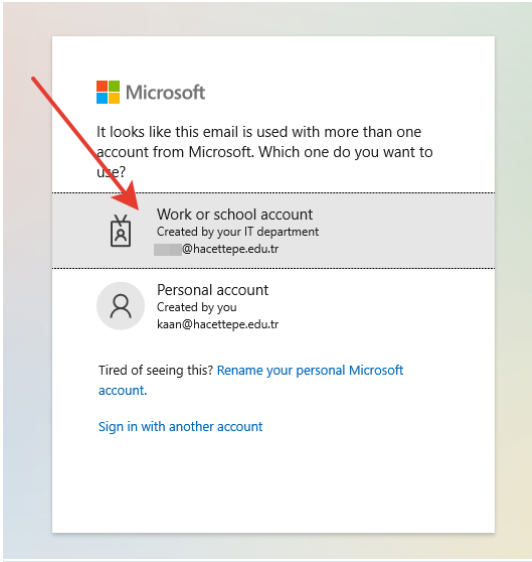 Microsoft
It looks like this email is used with more than one
account from Microsoft. Which one do you want to
use?
Work or school account
Created by your IT department
@hacettepe.edu.tr
Personal account
Created by you
kaan@hacettepe.edu.tr
Tired of seeing this? Rename your personal Microsoft
account.
Sign in with another account